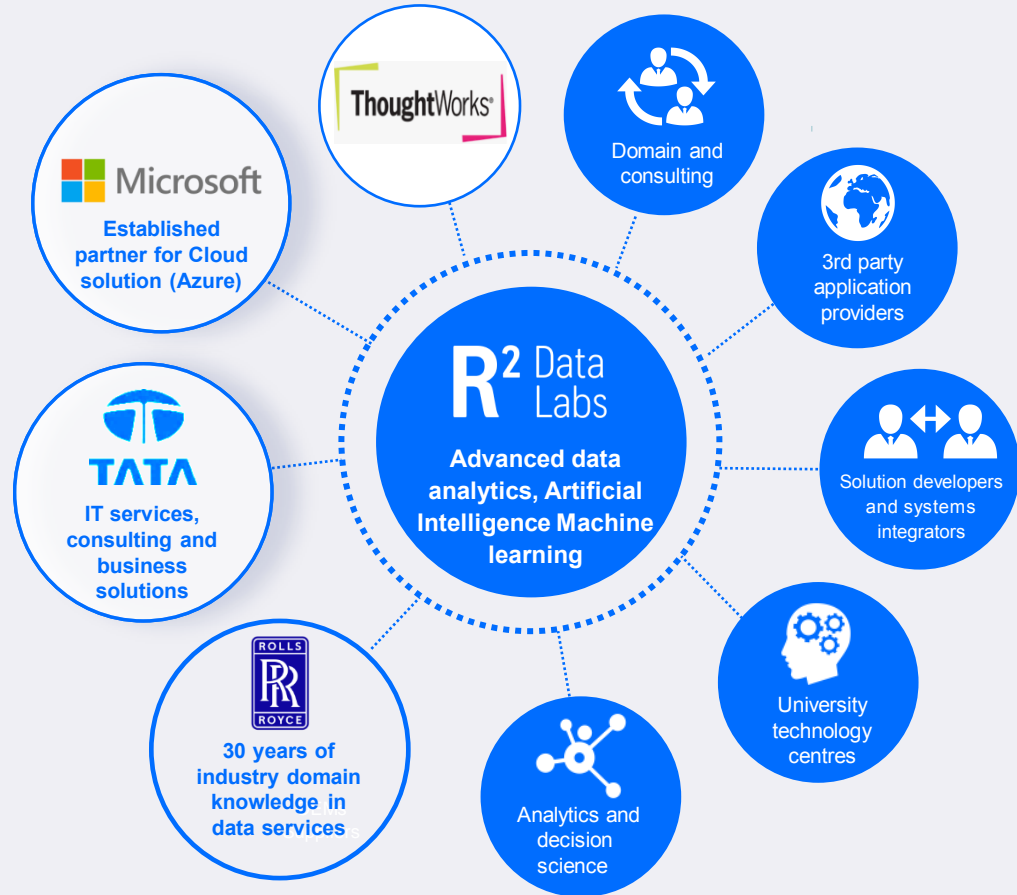 ThoughtWorks®
Domain and
consulting
Microsoft
Established
partner for Cloud
solution (Azure)
3rd party
application
providers
R² Data
Labs
Advanced data
analytics, Artificial
Intelligence Machine
learning
TATA
IT services,
consulting and
business
solutions
Solution developers
and systems
integrators
ROLLS
RR
ROYCE
30 years of
industry domain
knowledge in
data services
University
technology
centres
Analytics and
decision
science